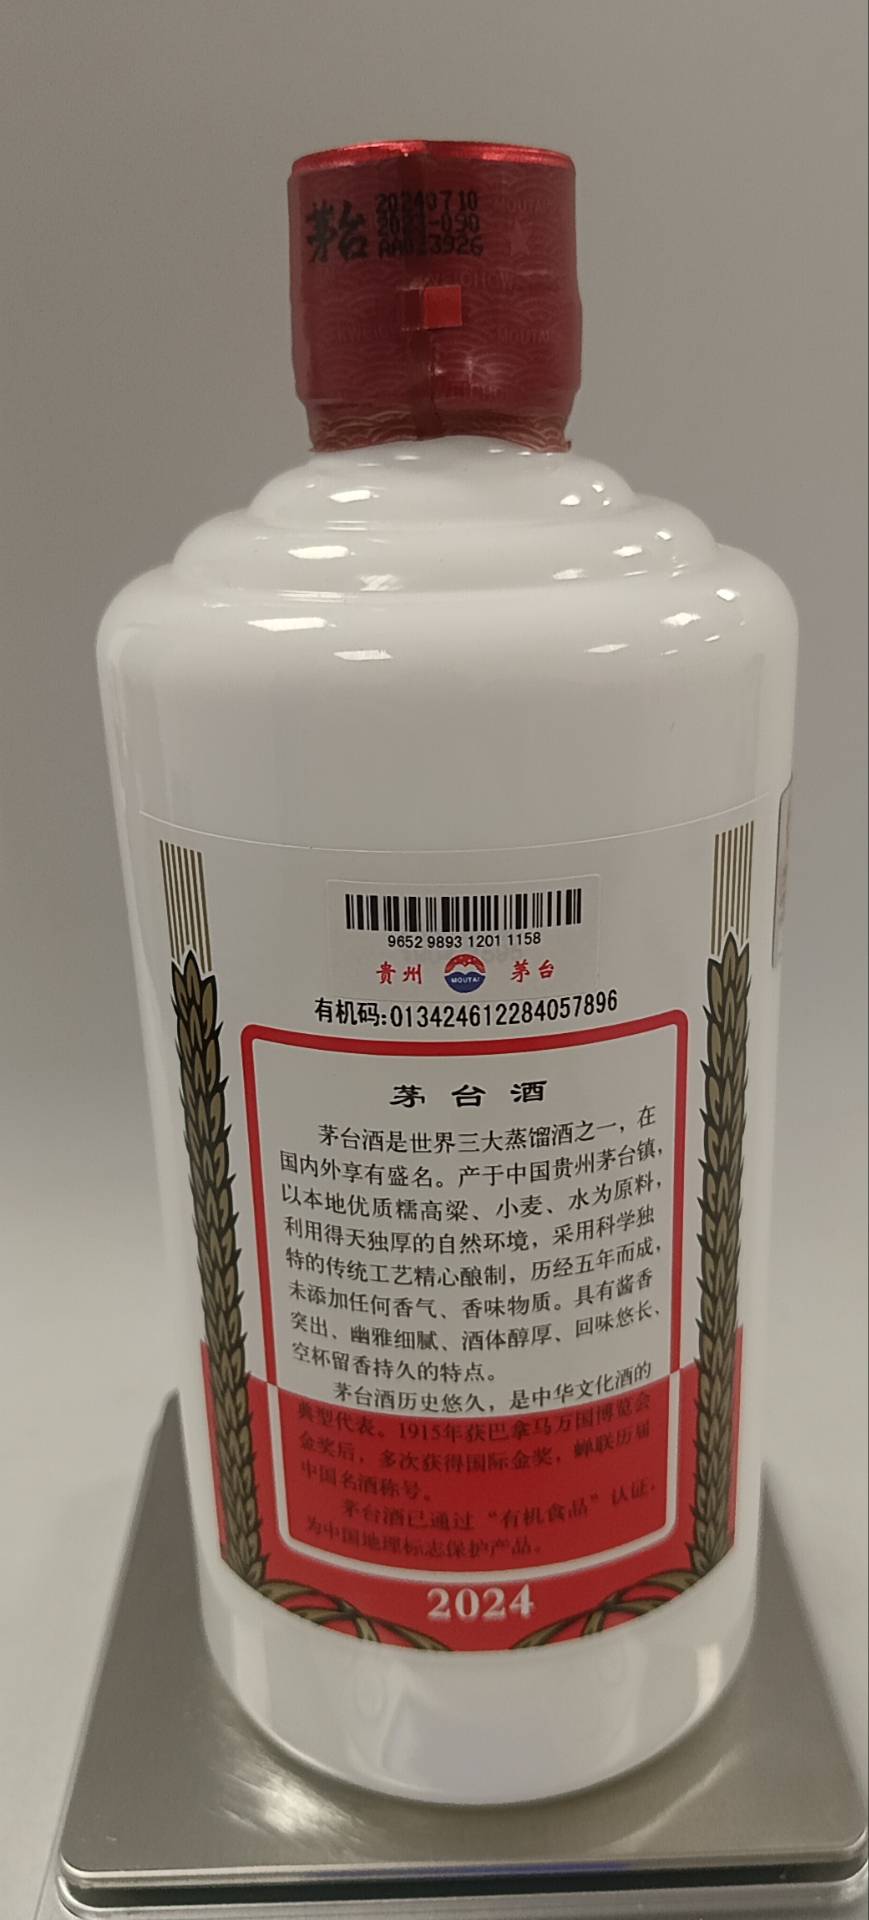 茅台
20240710
MOUTAI
MOUTAI
9652 9893 1201 1158
贵州 MOUTAI 茅台
有机码:013424612284057896
茅台酒
茅台酒是世界三大蒸馏酒之一，在
国内外享有盛名。产于中国贵州茅台镇，
以本地优质糯高粱、小麦、水为原料，
利用得天独厚的自然环境，采用科学独
特的传统工艺精心酿制，历经五年而成，
未添加任何香气、香味物质。具有酱香
突出、幽雅细腻、酒体醇厚、回味悠长、
空杯留香持久的特点。
茅台酒历史悠久，是中华文化酒的
典型代表。1915年获巴拿马万国博览会
金奖后，多次获得国际金奖，蝉联历届
中国名酒称号。
茅台酒已通过“有机食品”认证，
为中国地理标志保护产品。
2024